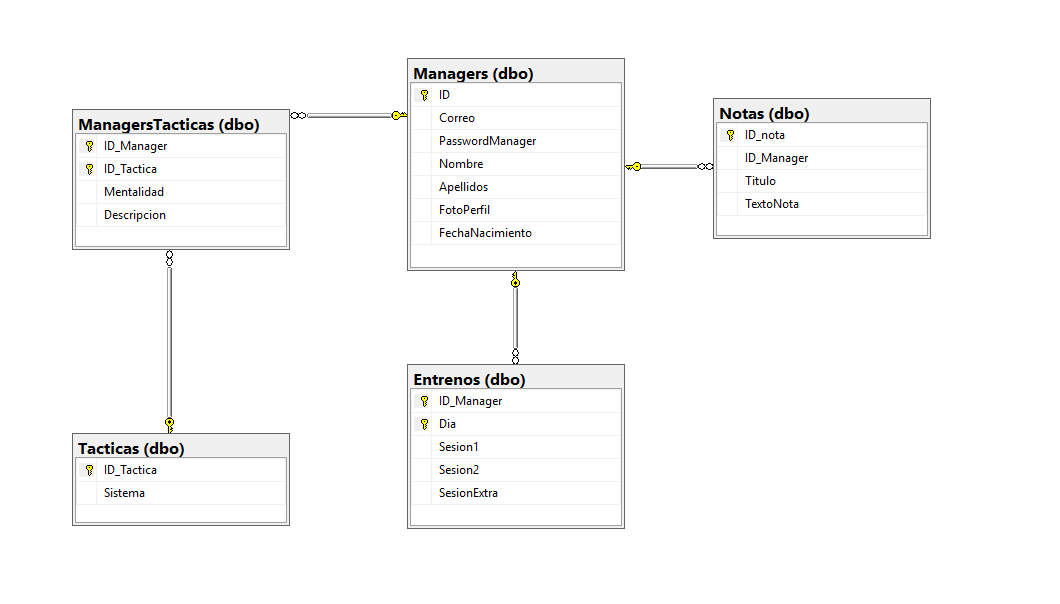 ManagersTacticas (dbo)
ID_Manager
ID_Tactica
Mentalidad
Descripcion
Managers (dbo)
ID
Correo
PasswordManager
Nombre
Apellidos
FotoPerfil
FechaNacimiento
Notas (dbo)
ID_nota
ID_Manager
Titulo
TextoNota
Tacticas (dbo)
ID_Tactica
Sistema
Entrenos (dbo)
ID_Manager
Dia
Sesion1
Sesion2
SesionExtra